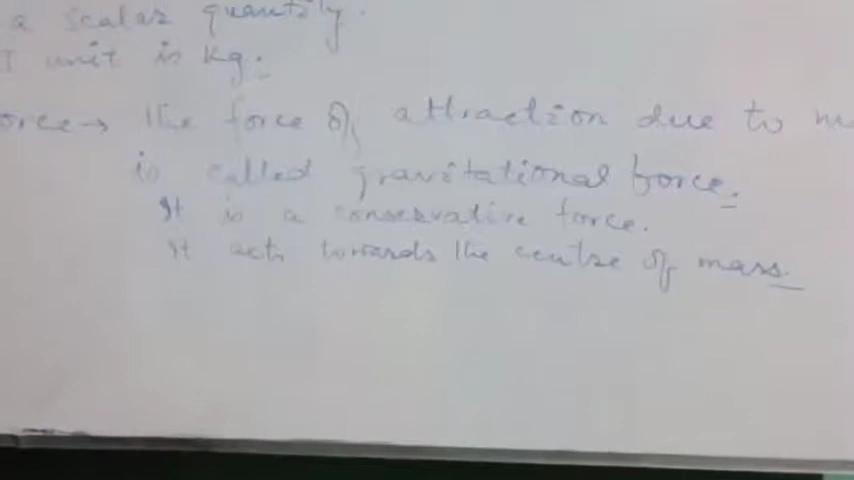 a scalar quantity.
I unit is Kg.
orce → The force of attraction due to
is called gravitational force.
It is a conservative force.
It acts towards the centre of mass.